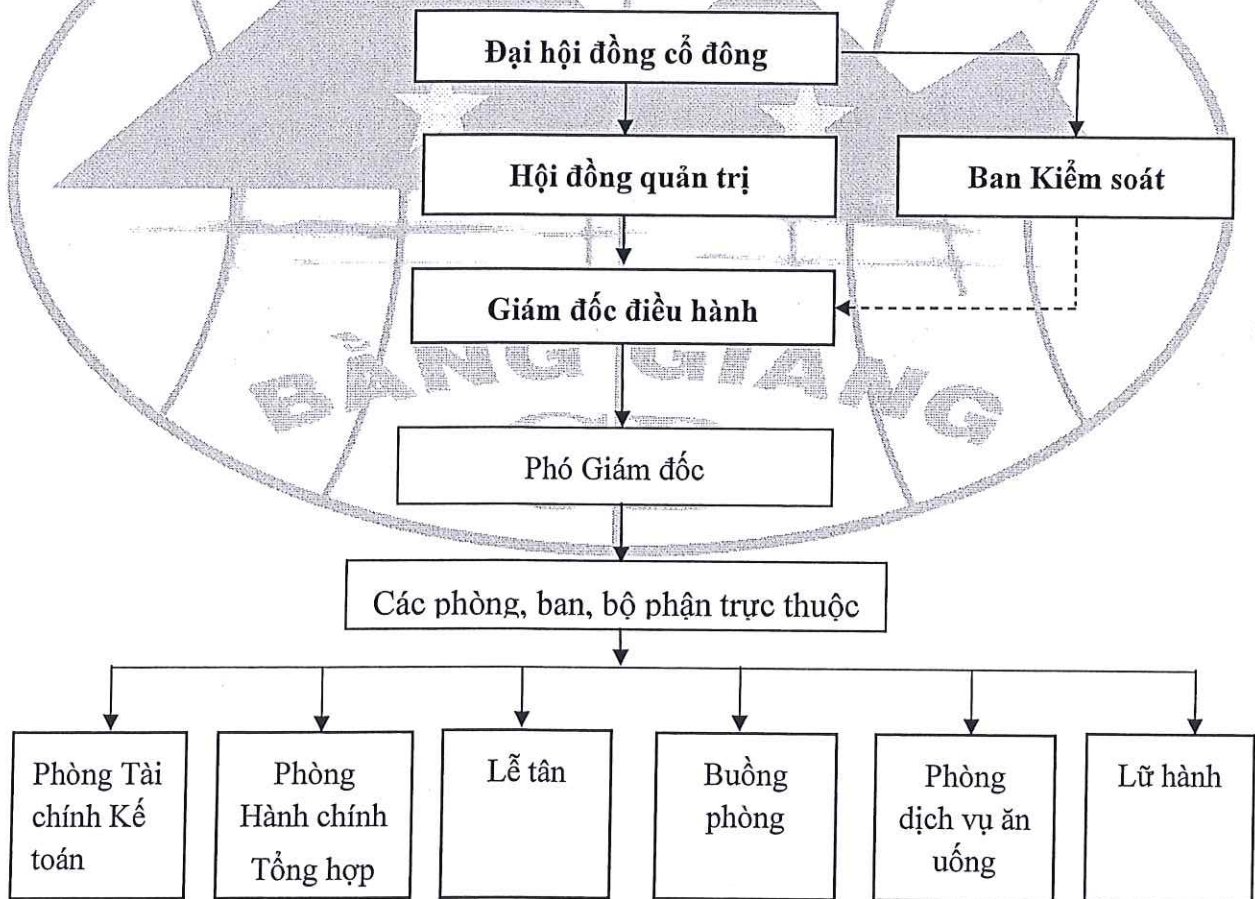 Đại hội đồng cổ đông
Hội đồng quản trị
Ban Kiểm soát
Giám đốc điều hành
BẰNG GIANG
Phó Giám đốc
Các phòng, ban, bộ phận trực thuộc
Phòng Tài
chính Kế
toán
Phòng
Hành chính
Tổng hợp
Lễ tân
Buồng
phòng
Phòng
dịch vụ ăn
uống
Lữ hành